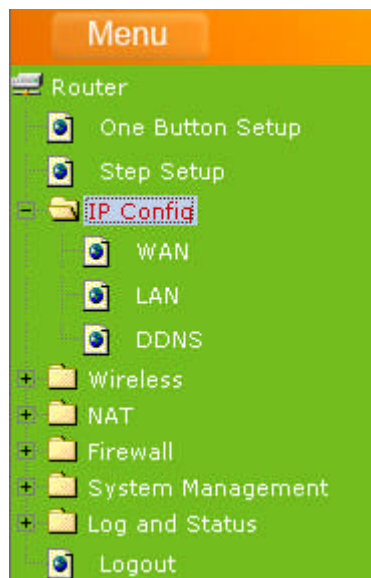 Menu
Router
One Button Setup
Step Setup
IP Config
WAN
LAN
DDNS
Wireless
NAT
Firewall
System Management
Log and Status
Logout